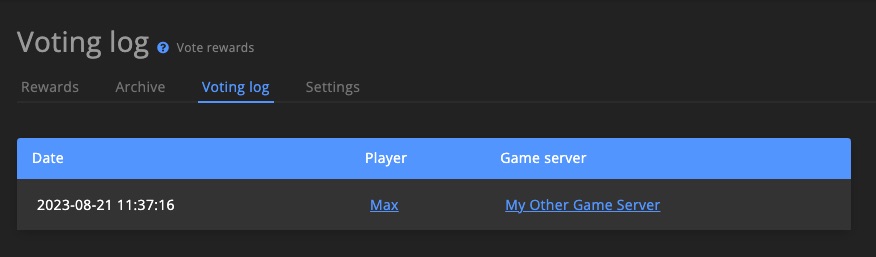 Voting log ? Vote rewards
Rewards Archive Voting log Settings
Date Player Game server
2023-08-21 11:37:16 Max My Other Game Server